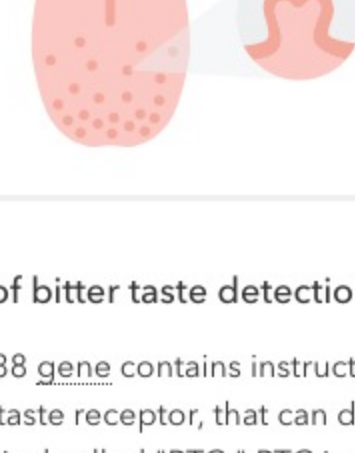 of bitter taste detectio
38 gene contains instruct
taste receptor, that can d